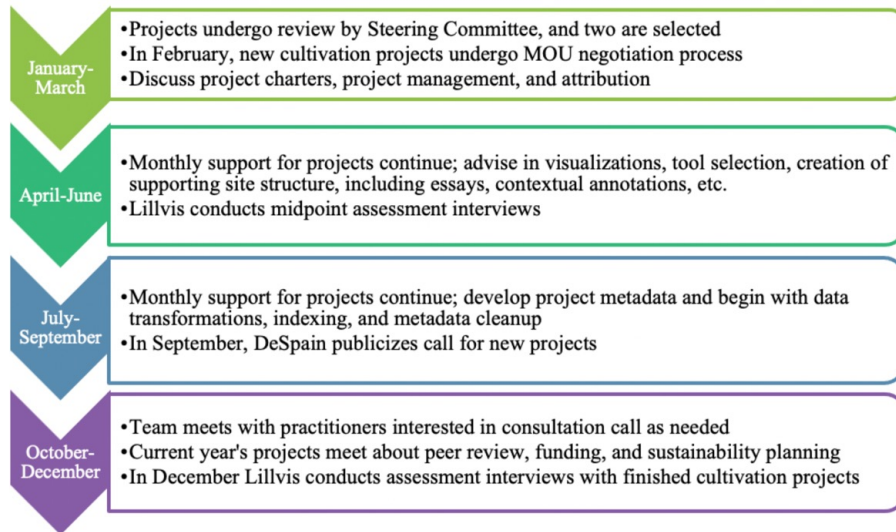 January-
March
•Projects undergo review by Steering Committee, and two are selected
•In February, new cultivation projects undergo MOU negotiation process
•Discuss project charters, project management, and attribution
April-June
•Monthly support for projects continue; advise in visualizations, tool selection, creation of
supporting site structure, including essays, contextual annotations, etc.
•Lillvis conducts midpoint assessment interviews
July-
September
•Monthly support for projects continue; develop project metadata and begin with data
transformations, indexing, and metadata cleanup
•In September, DeSpain publicizes call for new projects
October-
December
•Team meets with practitioners interested in consultation call as needed
•Current year's projects meet about peer review, funding, and sustainability planning
•In December Lillvis conducts assessment interviews with finished cultivation projects